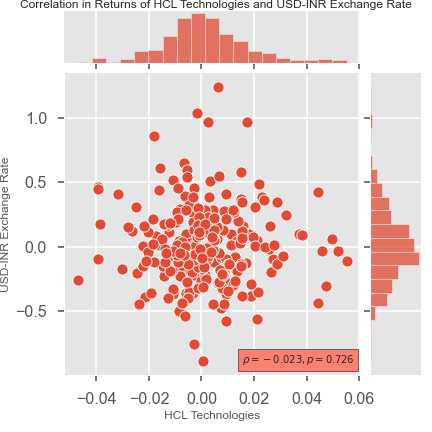 Correlation in Returns of HCL Technologies and USD-INR Exchange Rate
USD-INR Exchange Rate
1.0
0.5
0.0
−0.5
ρ = −0.023, p = 0.726
−0.04 −0.02 0.00 0.02 0.04 0.06
HCL Technologies